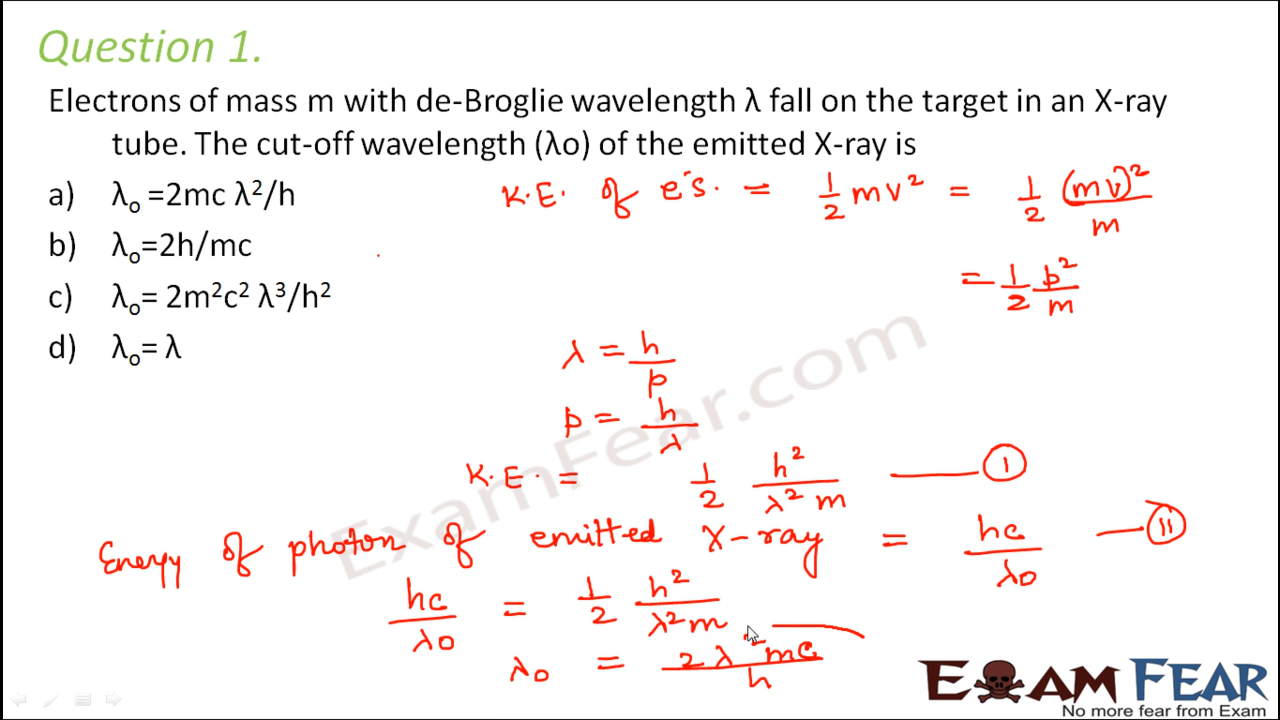 Question 1.
Electrons of mass m with de-Broglie wavelength λ fall on the target in an X-ray
tube. The cut-off wavelength (λo) of the emitted X-ray is
a) λₒ =2mc λ²/h
b) λₒ=2h/mc
c) λₒ= 2m²c² λ³/h²
d) λₒ= λ
K.E. of e's. = 1/2 mv² = 1/2 (mv)²/m
= 1/2 p²/m
λ = h/p
p = h/λ
K.E. = 1/2 h²/λ²m — (I)
Energy of photon of emitted X-ray = hc/λo — (II)
hc/λo = 1/2 h²/λ²m
λo = 2λ²mc/h
ExamFear.com
EXAM FEAR
No more fear from Exam